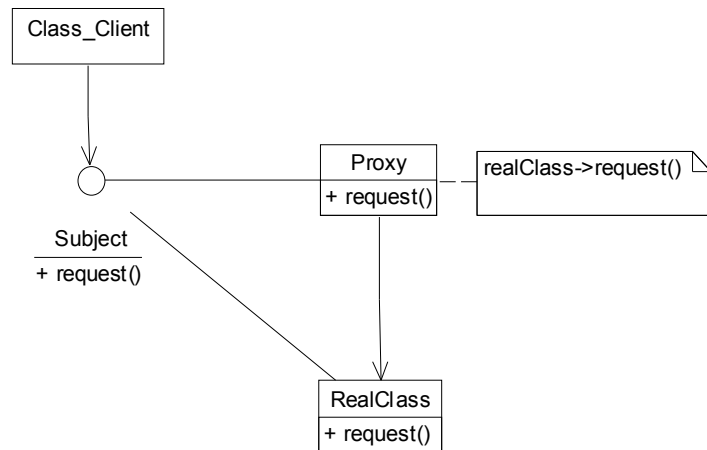 Class_Client
Proxy
+ request()
realClass->request()
Subject
+ request()
RealClass
+ request()